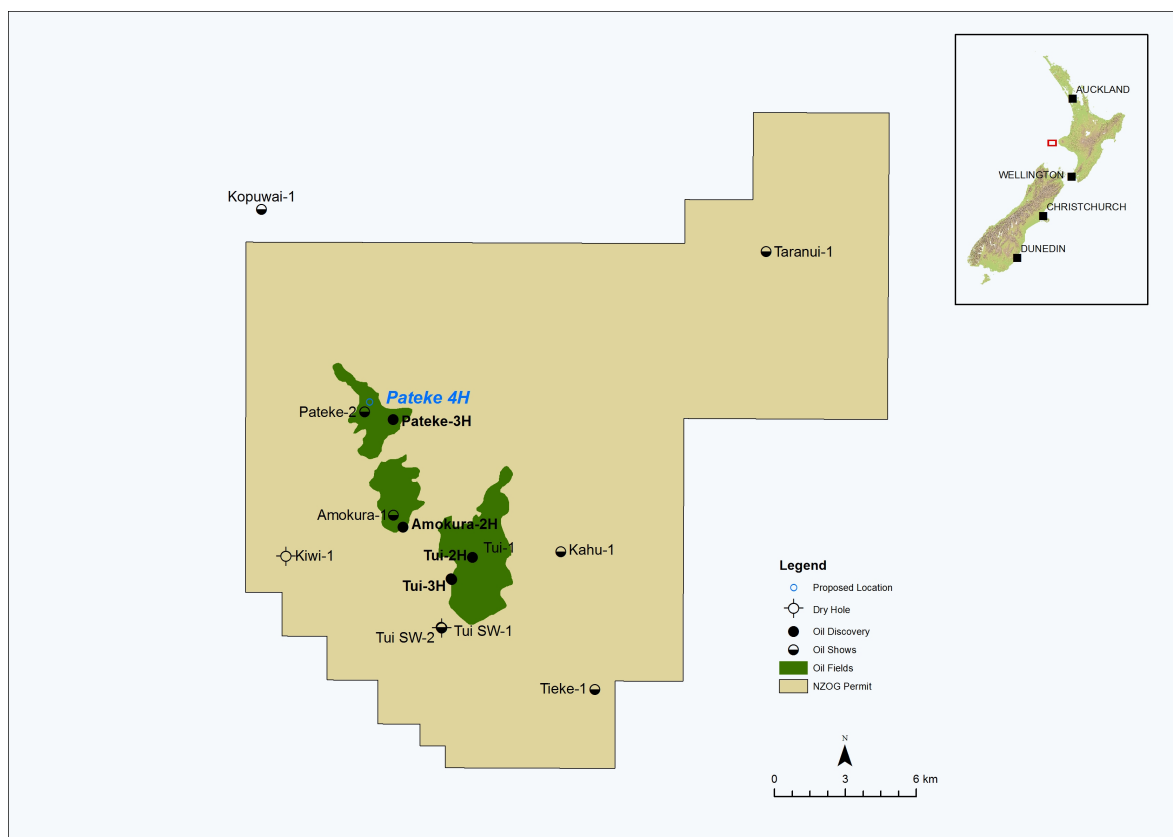 AUCKLAND
WELLINGTON
CHRISTCHURCH
DUNEDIN
Kopuwai-1
Taranui-1
Pateke 4H
Pateke-2
Pateke-3H
Amokura-1
Amokura-2H
Tui-2H
Tui-1
Kahu-1
Kiwi-1
Tui-3H
Tui SW-2
Tui SW-1
Tieke-1
Legend
Proposed Location
Dry Hole
Oil Discovery
Oil Shows
Oil Fields
NZOG Permit
N
0 3 6 km